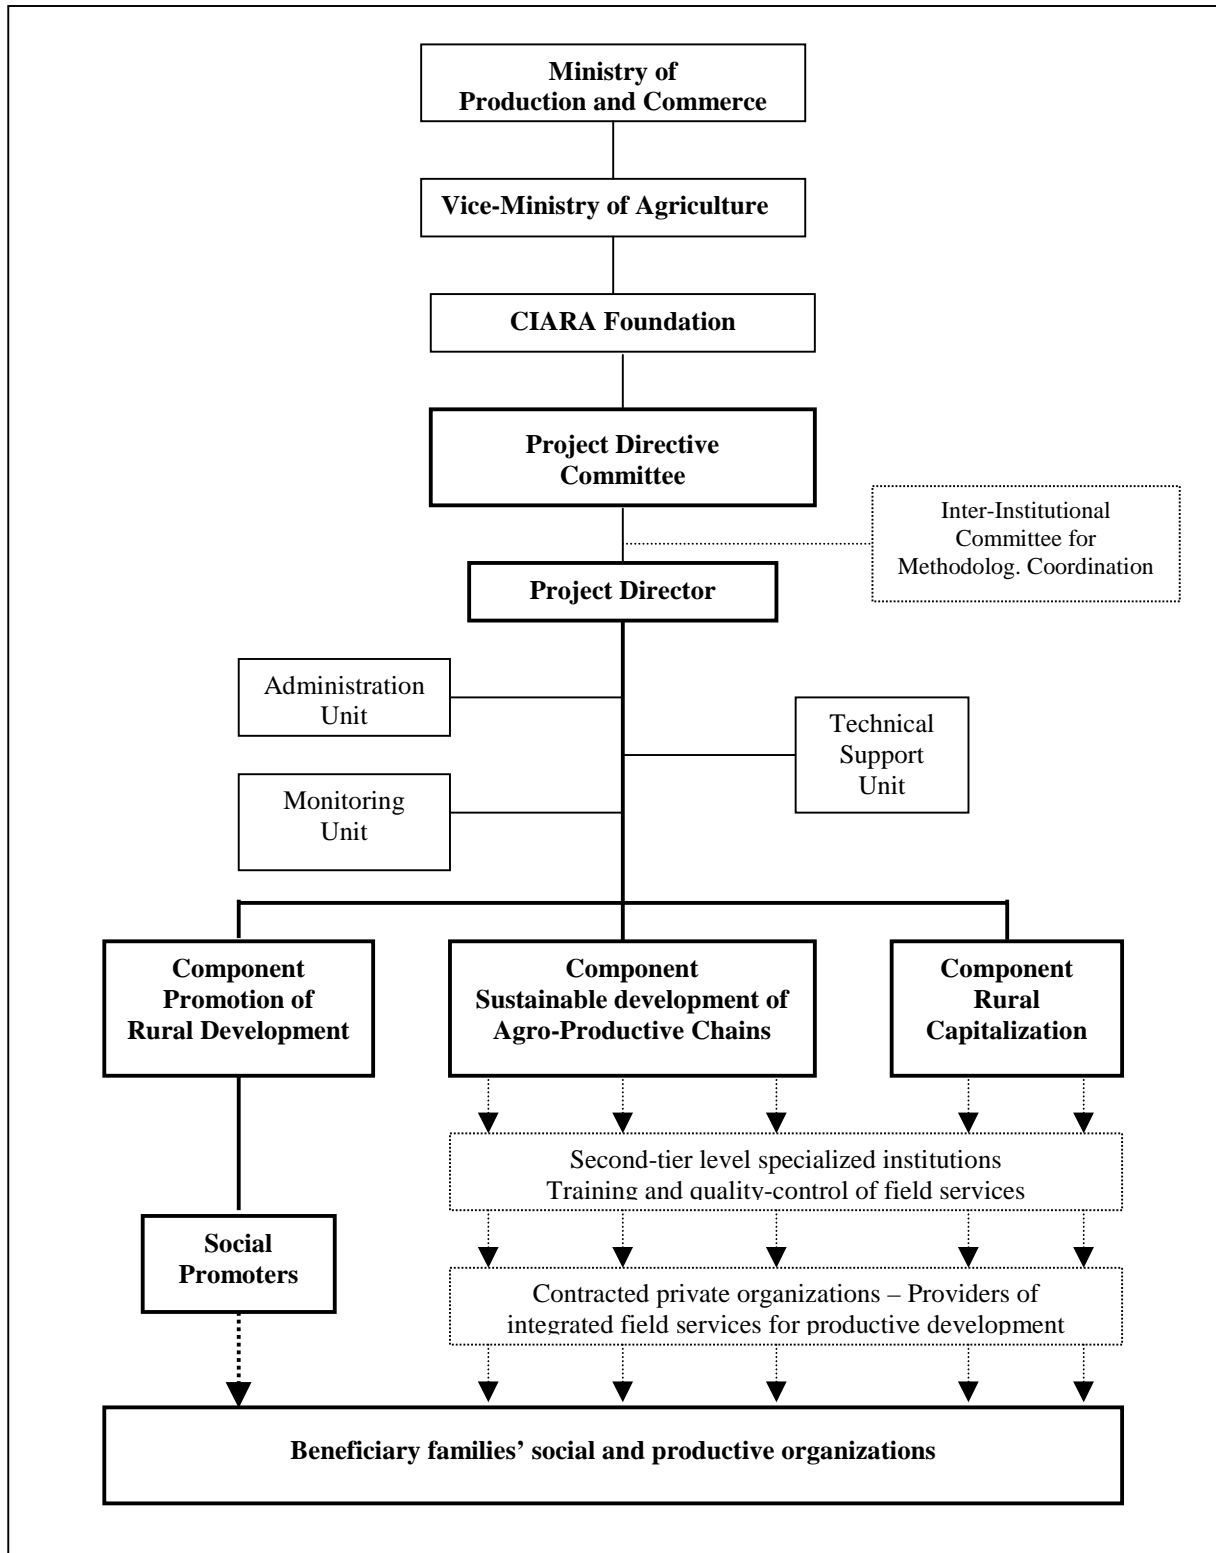 Ministry of
Production and Commerce
Vice-Ministry of Agriculture
CIARA Foundation
Project Directive
Committee
Inter-Institutional
Committee for
Methodolog. Coordination
Project Director
Administration
Unit
Technical
Support
Unit
Monitoring
Unit
Component
Promotion of
Rural Development
Component
Sustainable development of
Agro-Productive Chains
Component
Rural
Capitalization
Second-tier level specialized institutions
Training and quality-control of field services
Social
Promoters
Contracted private organizations – Providers of
integrated field services for productive development
Beneficiary families’ social and productive organizations